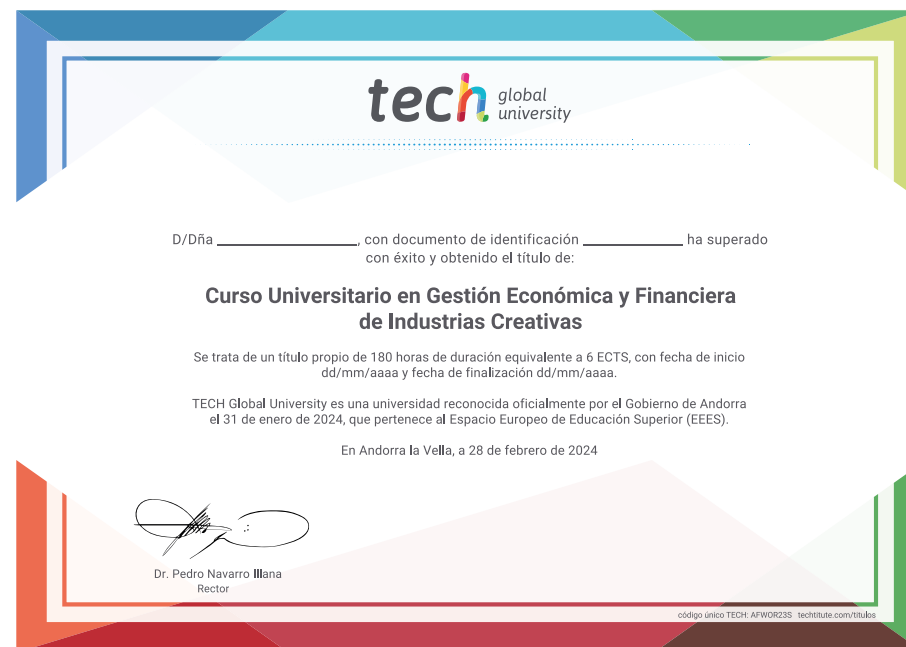 tech global university
D/Dña ____________________, con documento de identificación ______________ ha superado
con éxito y obtenido el título de:
Curso Universitario en Gestión Económica y Financiera
de Industrias Creativas
Se trata de un título propio de 180 horas de duración equivalente a 6 ECTS, con fecha de inicio
dd/mm/aaaa y fecha de finalización dd/mm/aaaa.
TECH Global University es una universidad reconocida oficialmente por el Gobierno de Andorra
el 31 de enero de 2024, que pertenece al Espacio Europeo de Educación Superior (EEES).
En Andorra la Vella, a 28 de febrero de 2024
Dr. Pedro Navarro Illana
Rector
código único TECH: AFWOR23S techtitute.com/titulos